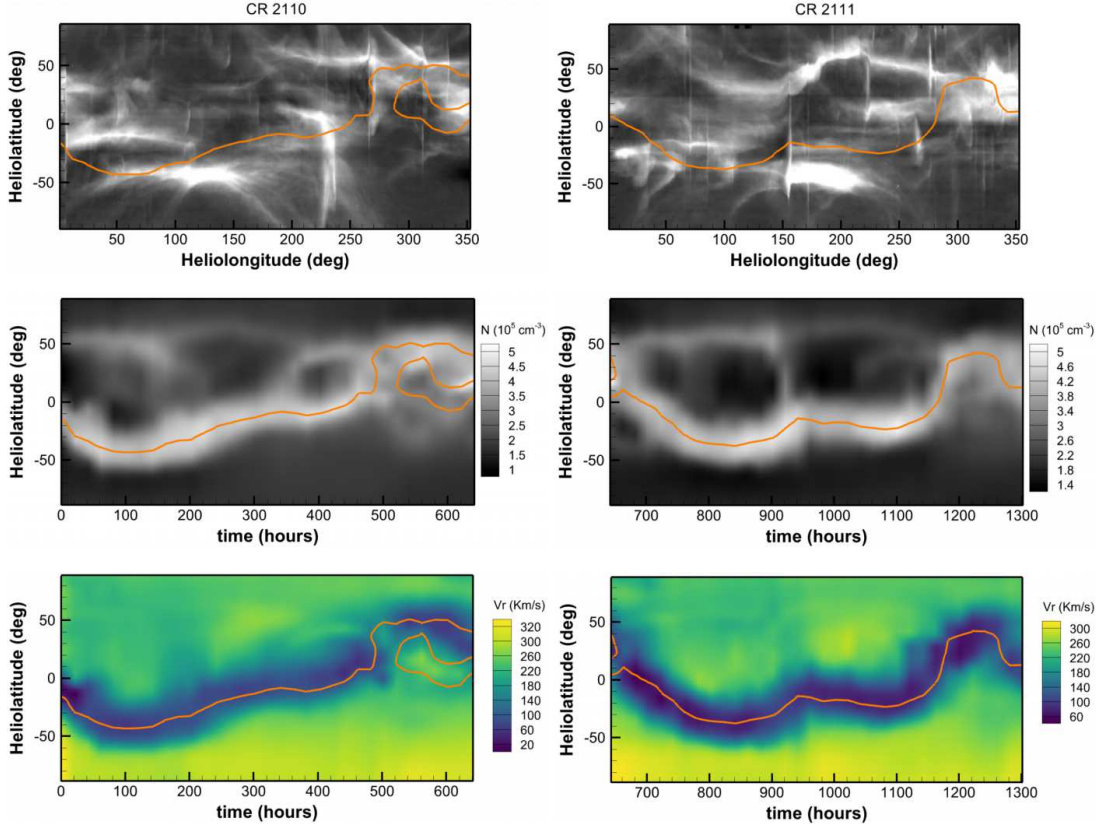 CR 2110
CR 2111
Heliolatitude (deg)
50
0
-50
50 100 150 200 250 300 350
Heliolongitude (deg)
Heliolatitude (deg)
50
0
-50
50 100 150 200 250 300 350
Heliolongitude (deg)
Heliolatitude (deg)
50
0
-50
0 100 200 300 400 500 600
time (hours)
N (10⁵ cm⁻³)
5
4.5
4
3.5
3
2.5
2
1.5
1
Heliolatitude (deg)
50
0
-50
700 800 900 1000 1100 1200 1300
time (hours)
N (10⁵ cm⁻³)
5
4.6
4.2
3.8
3.4
3
2.6
2.2
1.8
1.4
Heliolatitude (deg)
50
0
-50
0 100 200 300 400 500 600
time (hours)
Vr (Km/s)
320
300
260
220
180
140
100
60
20
Heliolatitude (deg)
50
0
-50
700 800 900 1000 1100 1200 1300
time (hours)
Vr (Km/s)
300
260
220
180
140
100
60